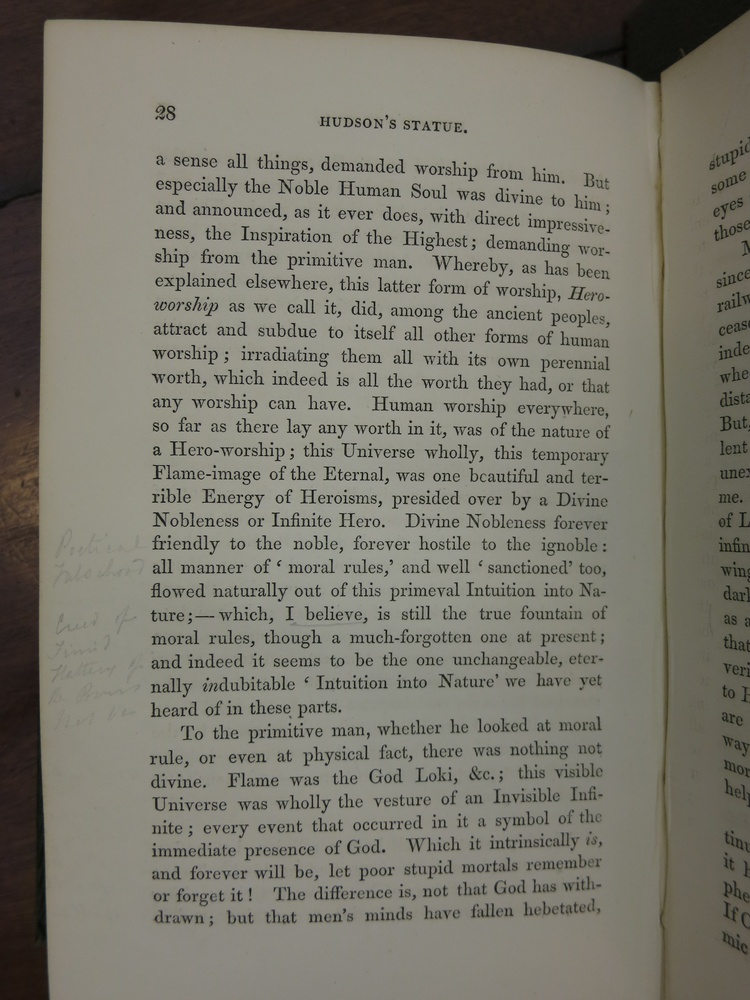 28
HUDSON'S STATUE.
a sense all things, demanded worship from him. But
especially the Noble Human Soul was divine to him;
and announced, as it ever does, with direct impressive-
ness, the Inspiration of the Highest; demanding wor-
ship from the primitive man. Whereby, as has been
explained elsewhere, this latter form of worship, Hero-
worship as we call it, did, among the ancient peoples,
attract and subdue to itself all other forms of human
worship; irradiating them all with its own perennial
worth, which indeed is all the worth they had, or that
any worship can have. Human worship everywhere,
so far as there lay any worth in it, was of the nature of
a Hero-worship; this Universe wholly, this temporary
Flame-image of the Eternal, was one beautiful and ter-
rible Energy of Heroisms, presided over by a Divine
Nobleness or Infinite Hero. Divine Nobleness forever
friendly to the noble, forever hostile to the ignoble:
all manner of ‘moral rules,’ and well ‘sanctioned’ too,
flowed naturally out of this primeval Intuition into Na-
ture;—which, I believe, is still the true fountain of
moral rules, though a much-forgotten one at present;
and indeed it seems to be the one unchangeable, eter-
nally indubitable ‘Intuition into Nature’ we have yet
heard of in these parts.
To the primitive man, whether he looked at moral
rule, or even at physical fact, there was nothing not
divine. Flame was the God Loki, &c.; this visible
Universe was wholly the vesture of an Invisible Infi-
nite; every event that occurred in it a symbol of the
immediate presence of God. Which it intrinsically is,
and forever will be, let poor stupid mortals remember
or forget it! The difference is, not that God has with-
drawn; but that men's minds have fallen hebetated,
stupid
some
eyes
those
since
railw
cease
inde
whe
dista
But,
lent
unex
me.
of L
infin
wing
darl
as a
that
veri
to H
are
way
mor
help
tinu
it h
phe
If C
mic